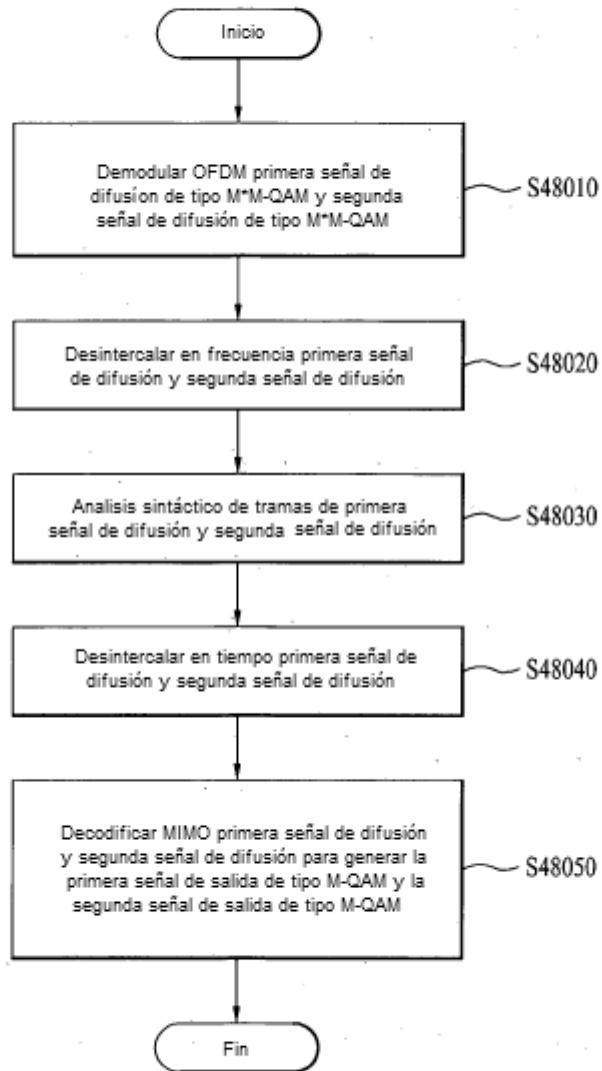 Inicio
Demodular OFDM primera señal de
difusíon de tipo M*M-QAM y segunda
señal de difusión de tipo M*M-QAM
S48010
Desintercalar en frecuencia primera señal
de difusión y segunda señal de difusión
S48020
Analisis sintáctico de tramas de primera
señal de difusión y segunda señal de difusión
S48030
Desintercalar en tiempo primera señal de
difusión y segunda señal de difusión
S48040
Decodificar MIMO primera señal de difusión
y segunda señal de difusión para generar la
primera señal de salida de tipo M-QAM y la
segunda señal de salida de tipo M-QAM
S48050
Fin